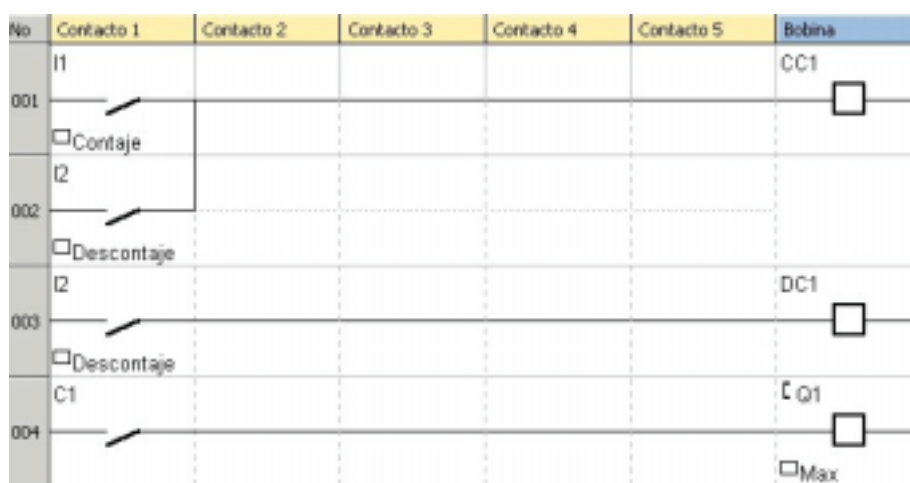 No Contacto 1 Contacto 2 Contacto 3 Contacto 4 Contacto 5 Bobina
I1 CC1
001
Contaje
I2
002
Descontaje
I2 DC1
003
Descontaje
C1 [ Q1
004
Max